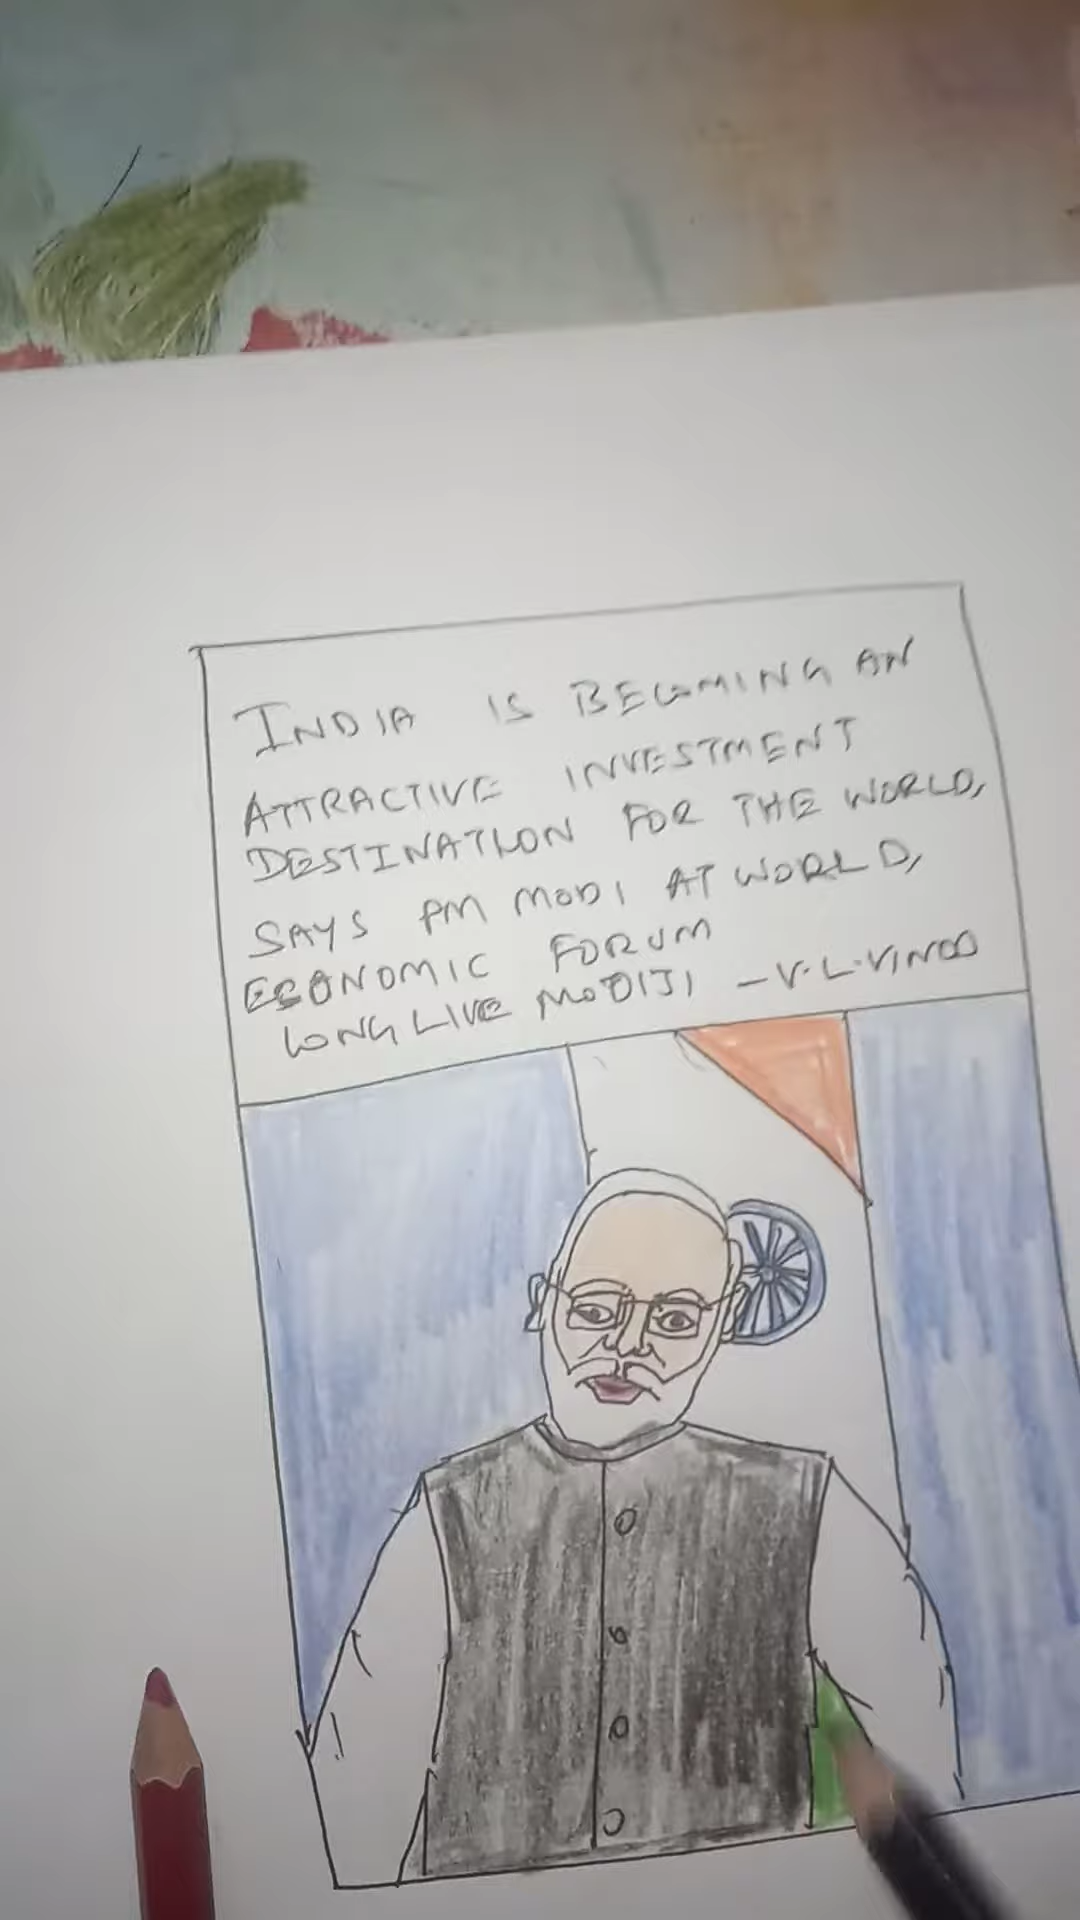 INDIA IS BECOMING AN
ATTRACTIVE INVESTMENT
DESTINATION FOR THE WORLD,
SAYS PM MODI AT WORLD,
ECONOMIC FORUM
LONG LIVE MODIJI -V.L.VINOD